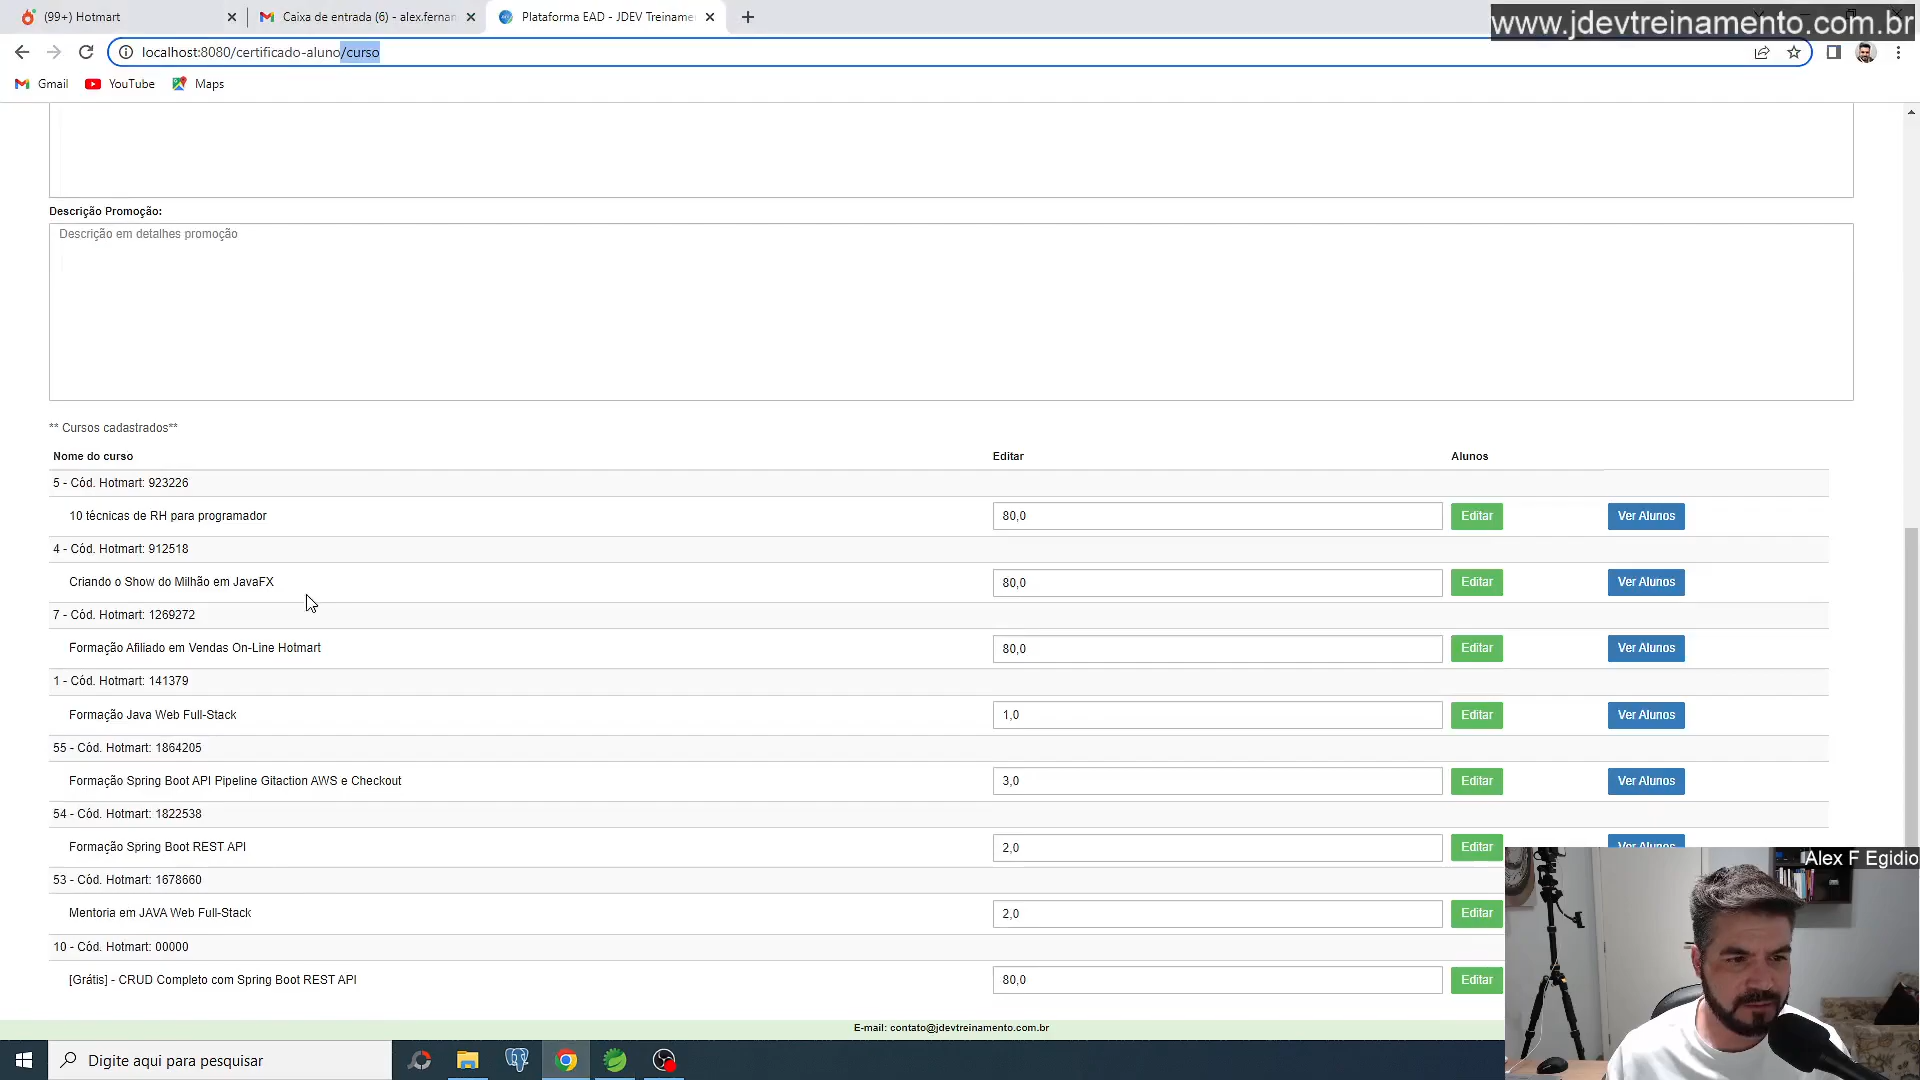 (99+) Hotmart
Caixa de entrada (6) - alex.fernan
Plataforma EAD - JDEV Treiname
www.jdevtreinamento.com.br
localhost:8080/certificado-aluno/curso
Gmail
YouTube
Maps
Descrição Promoção:
Descrição em detalhes promoção
** Cursos cadastrados**
Nome do curso Editar Alunos
5 - Cód. Hotmart: 923226
10 técnicas de RH para programador 80,0 Editar Ver Alunos
4 - Cód. Hotmart: 912518
Criando o Show do Milhão em JavaFX 80,0 Editar Ver Alunos
7 - Cód. Hotmart: 1269272
Formação Afiliado em Vendas On-Line Hotmart 80,0 Editar Ver Alunos
1 - Cód. Hotmart: 141379
Formação Java Web Full-Stack 1,0 Editar Ver Alunos
55 - Cód. Hotmart: 1864205
Formação Spring Boot API Pipeline Gitaction AWS e Checkout 3,0 Editar Ver Alunos
54 - Cód. Hotmart: 1822538
Formação Spring Boot REST API 2,0 Editar Ver Alunos
Alex F Egidio
53 - Cód. Hotmart: 1678660
Mentoria em JAVA Web Full-Stack 2,0 Editar
10 - Cód. Hotmart: 00000
[Grátis] - CRUD Completo com Spring Boot REST API 80,0 Editar
E-mail: contato@jdevtreinamento.com.br
Digite aqui para pesquisar